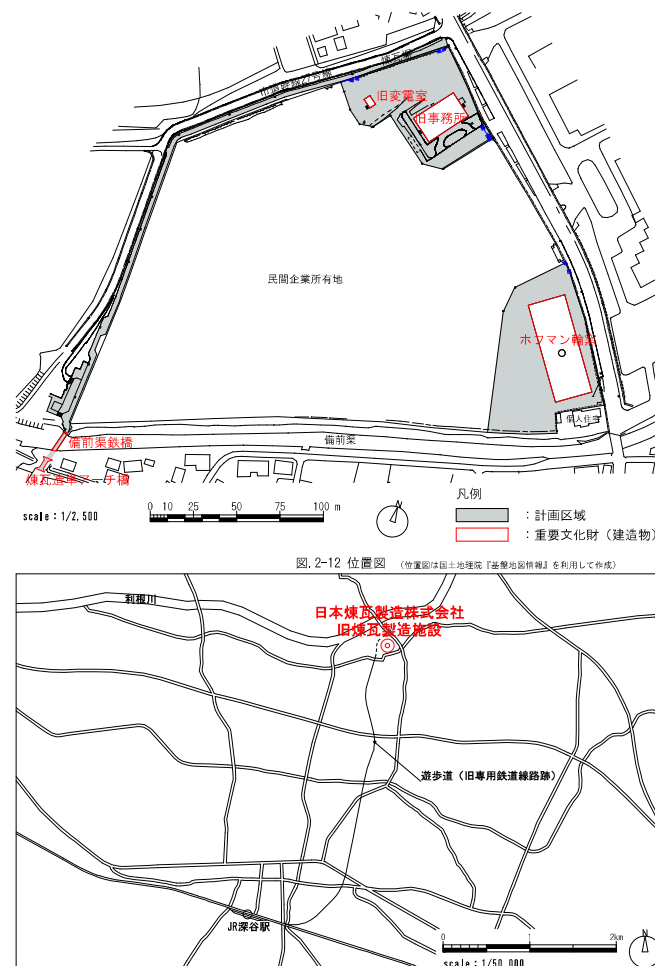 旧変電室
旧事務所
民間企業所有地
ホフマン輪窯
個人住宅
備前渠鉄橋
備前渠
煉瓦造単アーチ橋
scale：1/2,500
0 10 25 50 75 100 m
N
凡例
：計画区域
：重要文化財（建造物）
図.2-12 位置図 （位置図は国土地理院『基盤地図情報』を利用して作成）
利根川
日本煉瓦製造株式会社
旧煉瓦製造施設
遊歩道（旧専用鉄道線路跡）
JR深谷駅
0 1 2km
N
scale：1/50,000